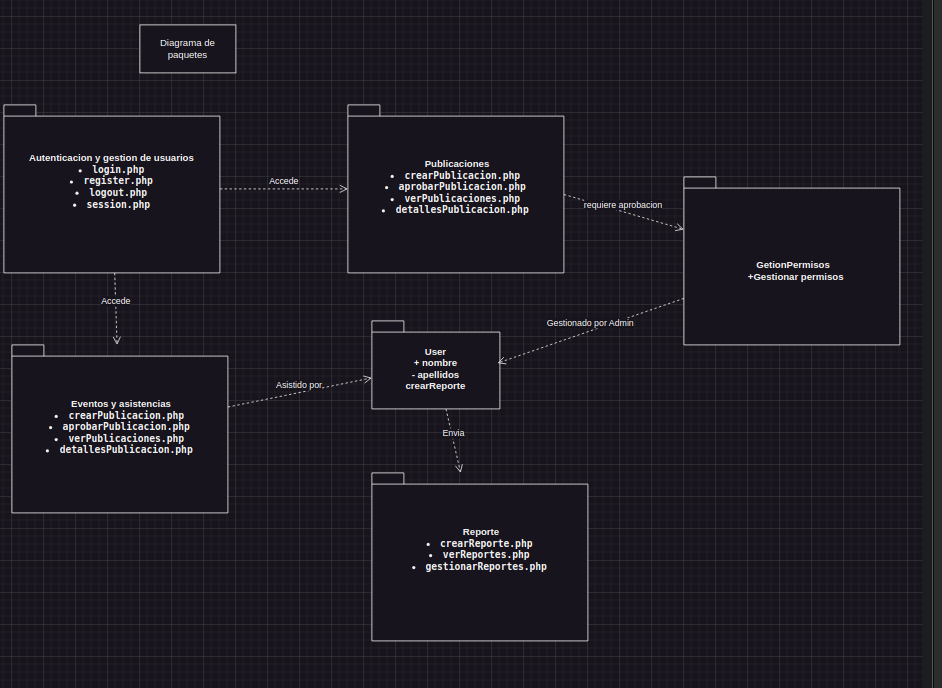 Diagrama de
paquetes
Autenticacion y gestion de usuarios
• login.php
• register.php
• logout.php
• session.php
Accede
Publicaciones
• crearPublicacion.php
• aprobarPublicacion.php
• verPublicaciones.php
• detallesPublicacion.php
requiere aprobacion
GetionPermisos
+Gestionar permisos
Accede
Gestionado por Admin
User
+ nombre
- apellidos
crearReporte
Asistido por
Eventos y asistencias
• crearPublicacion.php
• aprobarPublicacion.php
• verPublicaciones.php
• detallesPublicacion.php
Envia
Reporte
• crearReporte.php
• verReportes.php
• gestionarReportes.php